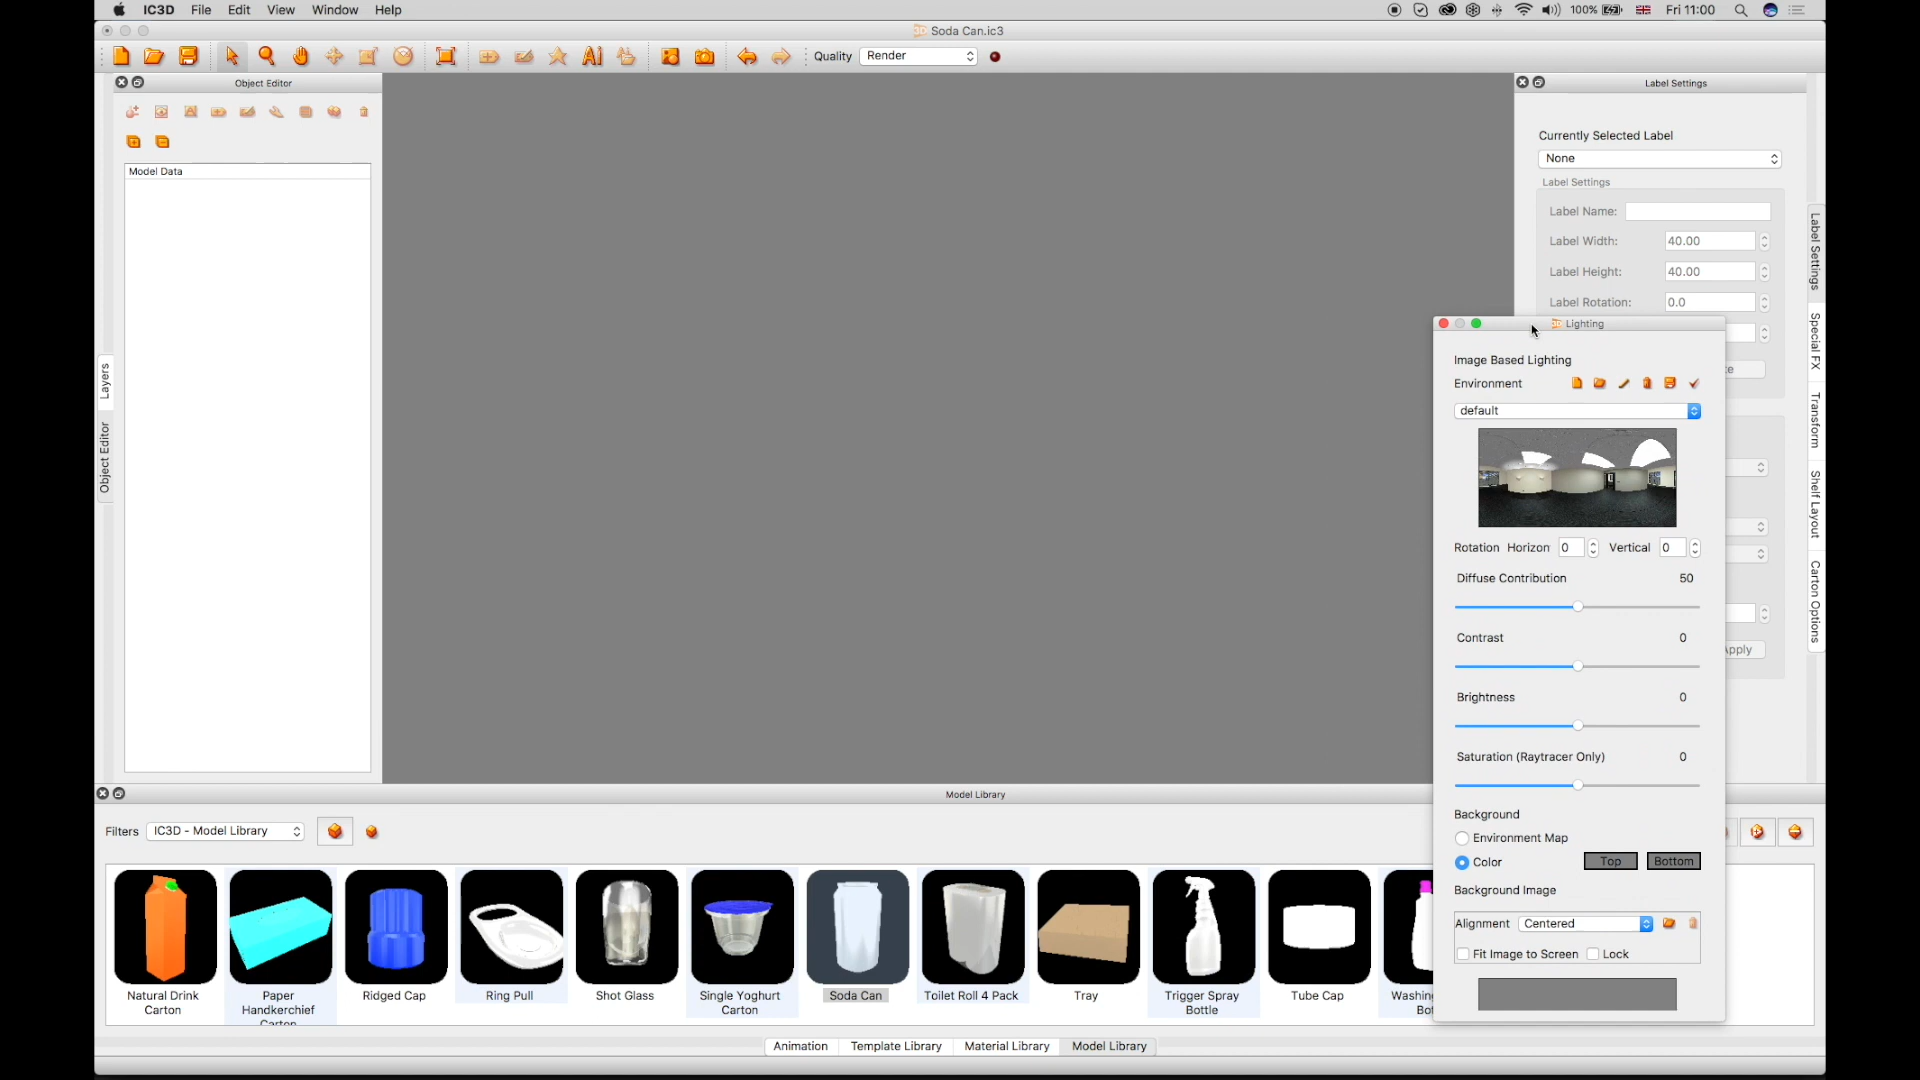 IC3D File Edit View Window Help
100% Fri 11:00
Soda Can.ic3
Ai Quality Render
Object Editor
Label Settings
Model Data
Currently Selected Label
None
Label Settings
Label Name:
Label Width: 40.00
Label Height: 40.00
Label Rotation: 0.0
Lighting
Image Based Lighting
Environment
default
Rotation Horizon 0 Vertical 0
Diffuse Contribution 50
Contrast 0
Brightness 0
Saturation (Raytracer Only) 0
Background
Environment Map
Color Top Bottom
Background Image
Alignment Centered
Fit Image to Screen Lock
Apply
Layers
Object Editor
Label Settings
Special FX
Transform
Shelf Layout
Carton Options
Model Library
Filters IC3D - Model Library
Natural Drink
Carton
Paper
Handkerchief
Carton
Ridged Cap
Ring Pull
Shot Glass
Single Yoghurt
Carton
Soda Can
Toilet Roll 4 Pack
Tray
Trigger Spray
Bottle
Tube Cap
Animation Template Library Material Library Model Library